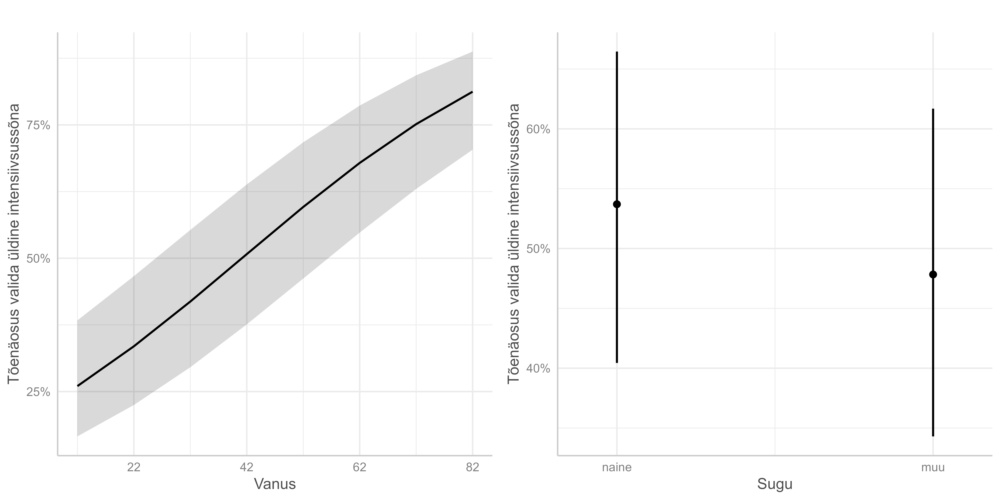 Tõenäosus valida üldine intensiivsussõna
75%
50%
25%
22
42
62
82
Vanus
Tõenäosus valida üldine intensiivsussõna
60%
50%
40%
naine
muu
Sugu